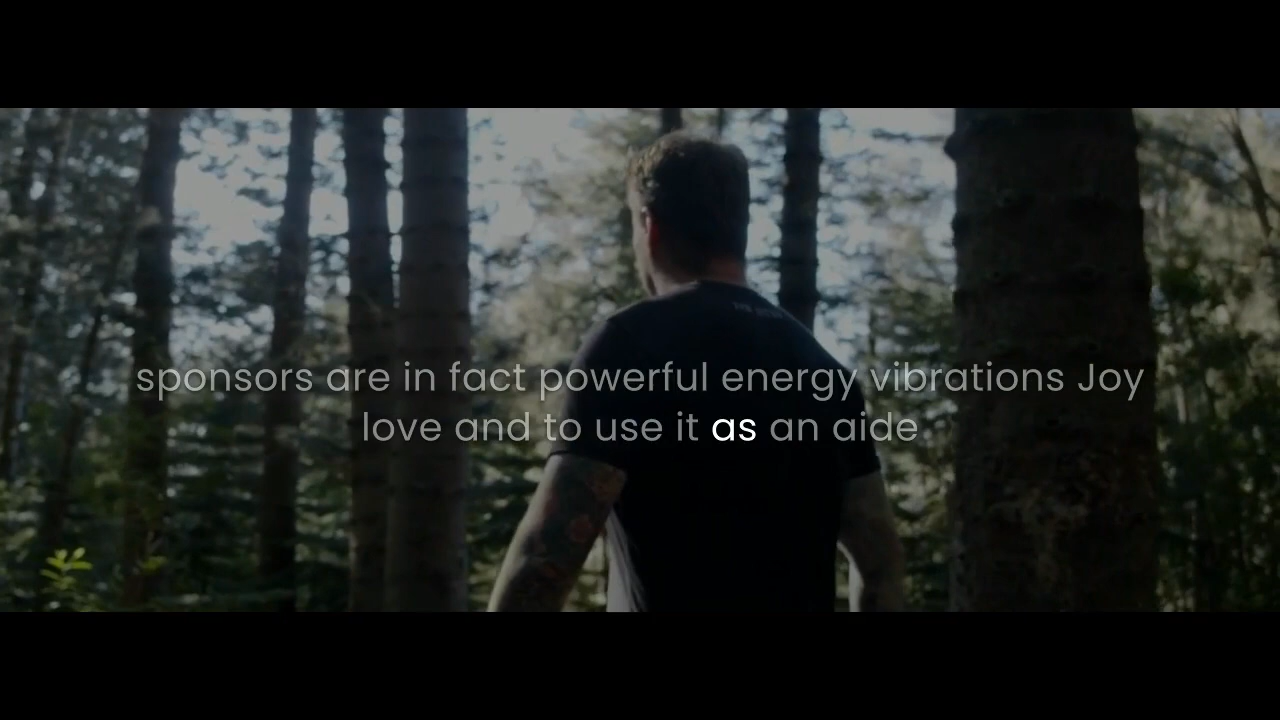 sponsors are in fact powerful energy vibrations Joy
love and to use it as an aide